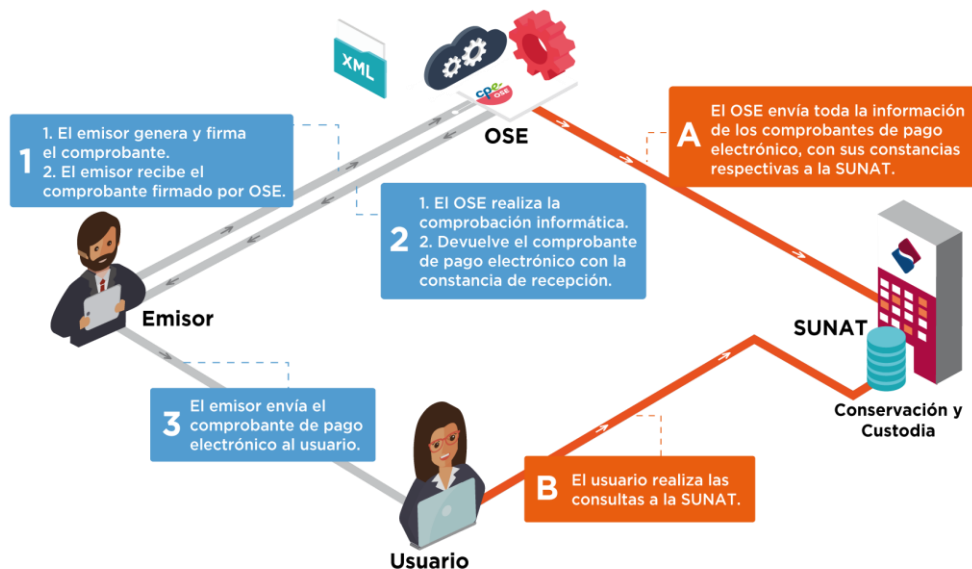 XML
cpe
OSE
OSE
1
1. El emisor genera y firma
el comprobante.
2. El emisor recibe el
comprobante firmado por OSE.
A
El OSE envía toda la información
de los comprobantes de pago
electrónico, con sus constancias
respectivas a la SUNAT.
2
1. El OSE realiza la
comprobación informática.
2. Devuelve el comprobante
de pago electrónico con la
constancia de recepción.
Emisor
SUNAT
3
El emisor envía el
comprobante de pago
electrónico al usuario.
Conservación y
Custodia
B
El usuario realiza las
consultas a la SUNAT.
Usuario